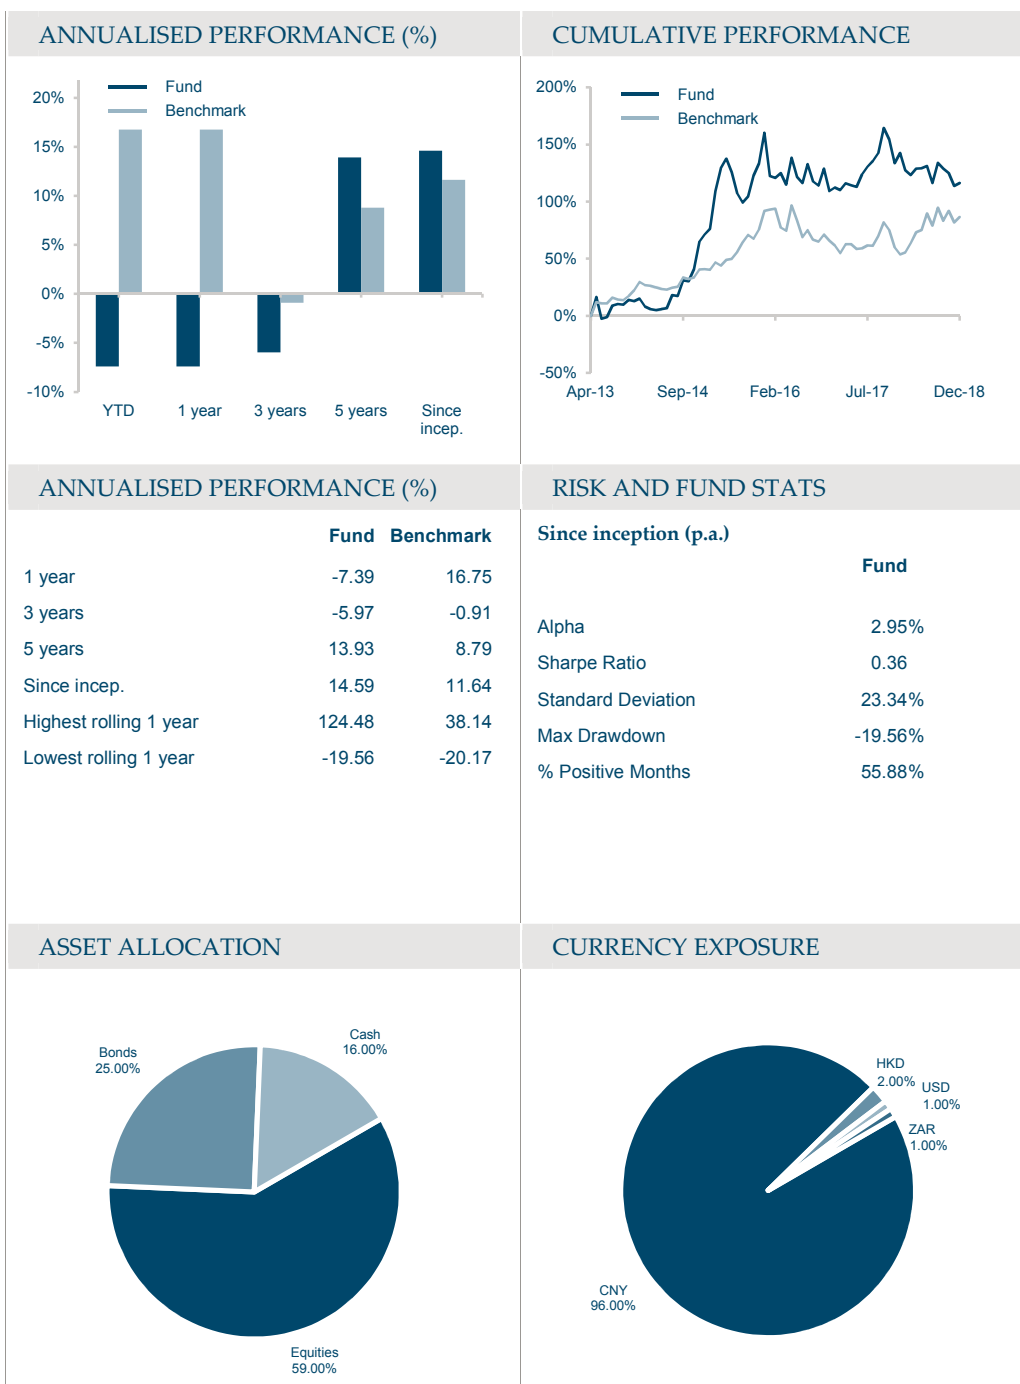 ANNUALISED PERFORMANCE (%)
Fund
Benchmark
20%
15%
10%
5%
0%
-5%
-10%
YTD
1 year
3 years
5 years
Since
incep.
CUMULATIVE PERFORMANCE
Fund
Benchmark
200%
150%
100%
50%
0%
-50%
Apr-13
Sep-14
Feb-16
Jul-17
Dec-18
ANNUALISED PERFORMANCE (%)
Fund Benchmark
1 year -7.39 16.75
3 years -5.97 -0.91
5 years 13.93 8.79
Since incep. 14.59 11.64
Highest rolling 1 year 124.48 38.14
Lowest rolling 1 year -19.56 -20.17
RISK AND FUND STATS
Since inception (p.a.)
Fund
Alpha 2.95%
Sharpe Ratio 0.36
Standard Deviation 23.34%
Max Drawdown -19.56%
% Positive Months 55.88%
ASSET ALLOCATION
Cash
16.00%
Bonds
25.00%
Equities
59.00%
CURRENCY EXPOSURE
HKD
2.00%
USD
1.00%
ZAR
1.00%
CNY
96.00%